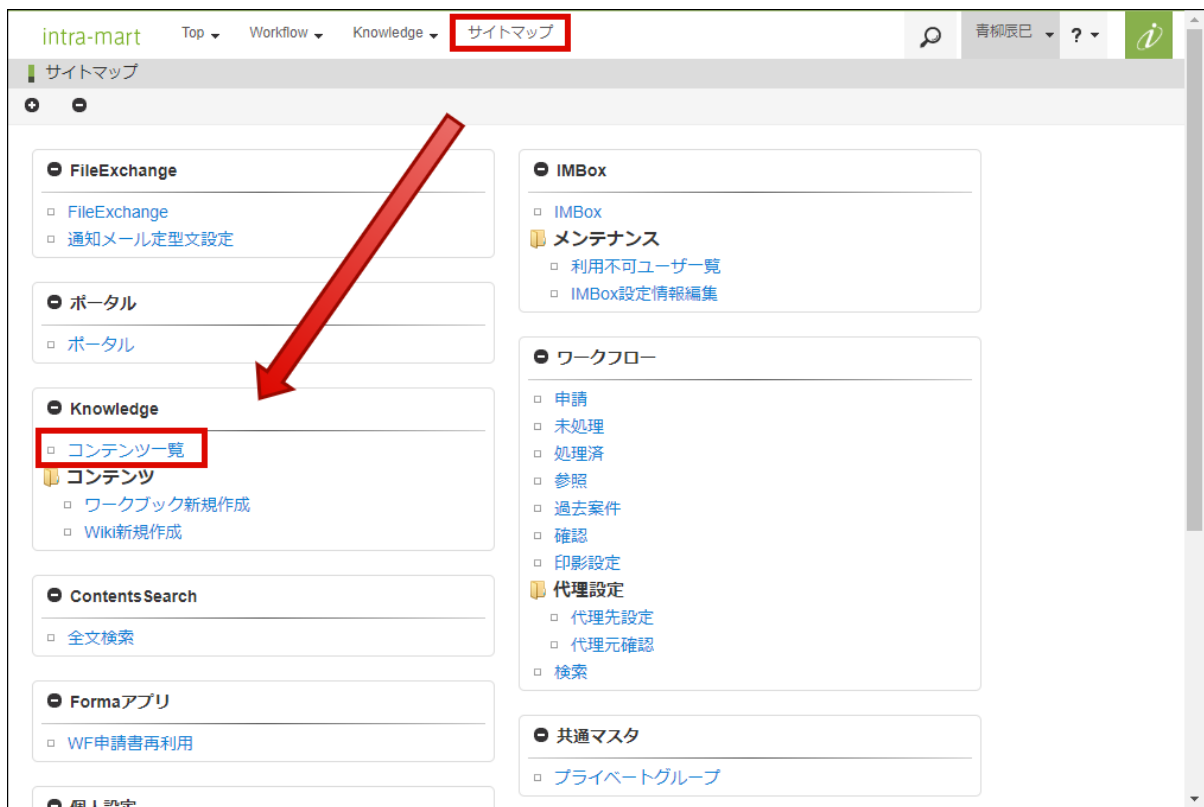 intra-mart Top Workflow Knowledge サイトマップ 青柳辰巳 ?
サイトマップ
FileExchange
FileExchange
通知メール定型文設定
ポータル
ポータル
Knowledge
コンテンツ一覧
コンテンツ
ワークブック新規作成
Wiki新規作成
ContentsSearch
全文検索
Formaアプリ
WF申請書再利用
個人設定
IMBox
IMBox
メンテナンス
利用不可ユーザ一覧
IMBox設定情報編集
ワークフロー
申請
未処理
処理済
参照
過去案件
確認
印影設定
代理設定
代理先設定
代理元確認
検索
共通マスタ
プライベートグループ